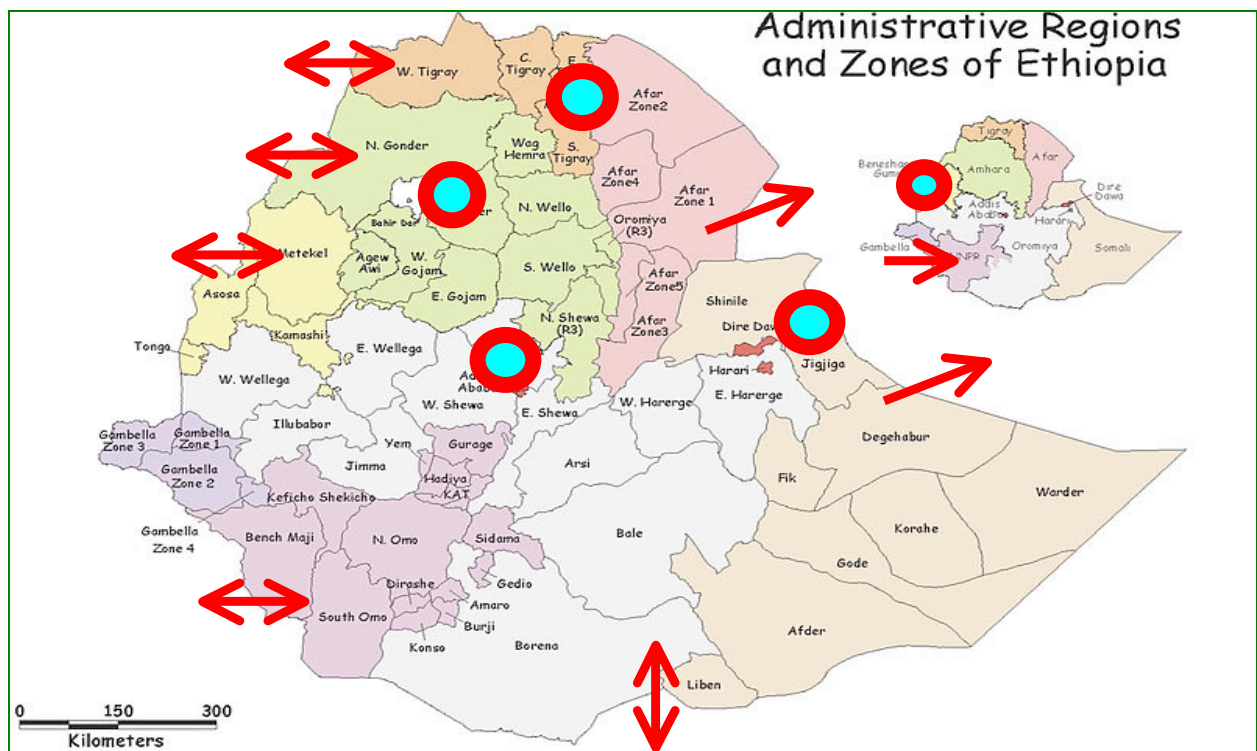 Administrative Regions
and Zones of Ethiopia
W. Tigray
C.
Tigray
E.
S.
Tigray
Afar
Zone2
N. Gonder
Wag
Hemra
Afar
Zone4
Afar
Zone 1
Bahir Dar
N. Wello
Oromiya
(R3)
Metekel
Agew
Awi
W.
Gojam
S. Wello
Afar
Zone5
Asosa
E. Gojam
N. Shewa
(R3)
Afar
Zone3
Shinile
Kamashi
Dire Daw
Tongo
E. Wellega
Jigjiga
W. Wellega
Harari
W. Shewa
E. Shewa
W. Harerge
E. Harerge
Illubabor
Gambella
Zone 3
Gambella
Zone 1
Yem
Gurage
Degehabur
Gambella
Zone 2
Jimma
Hadiya
KAT
Arsi
Fik
Keficho Shekicho
Warder
Gambella
Zone 4
Bench Maji
N. Omo
Sidama
Bale
Korahe
Gode
Dirashe
Gedio
Amaro
South Omo
Burji
Konso
Borena
Afder
Liben
0 150 300
Kilometers
Tigray
Afar
Amhara
Dire
Dawa
Addis
Ababa
Harari
Gambella
Oromiya
Somali